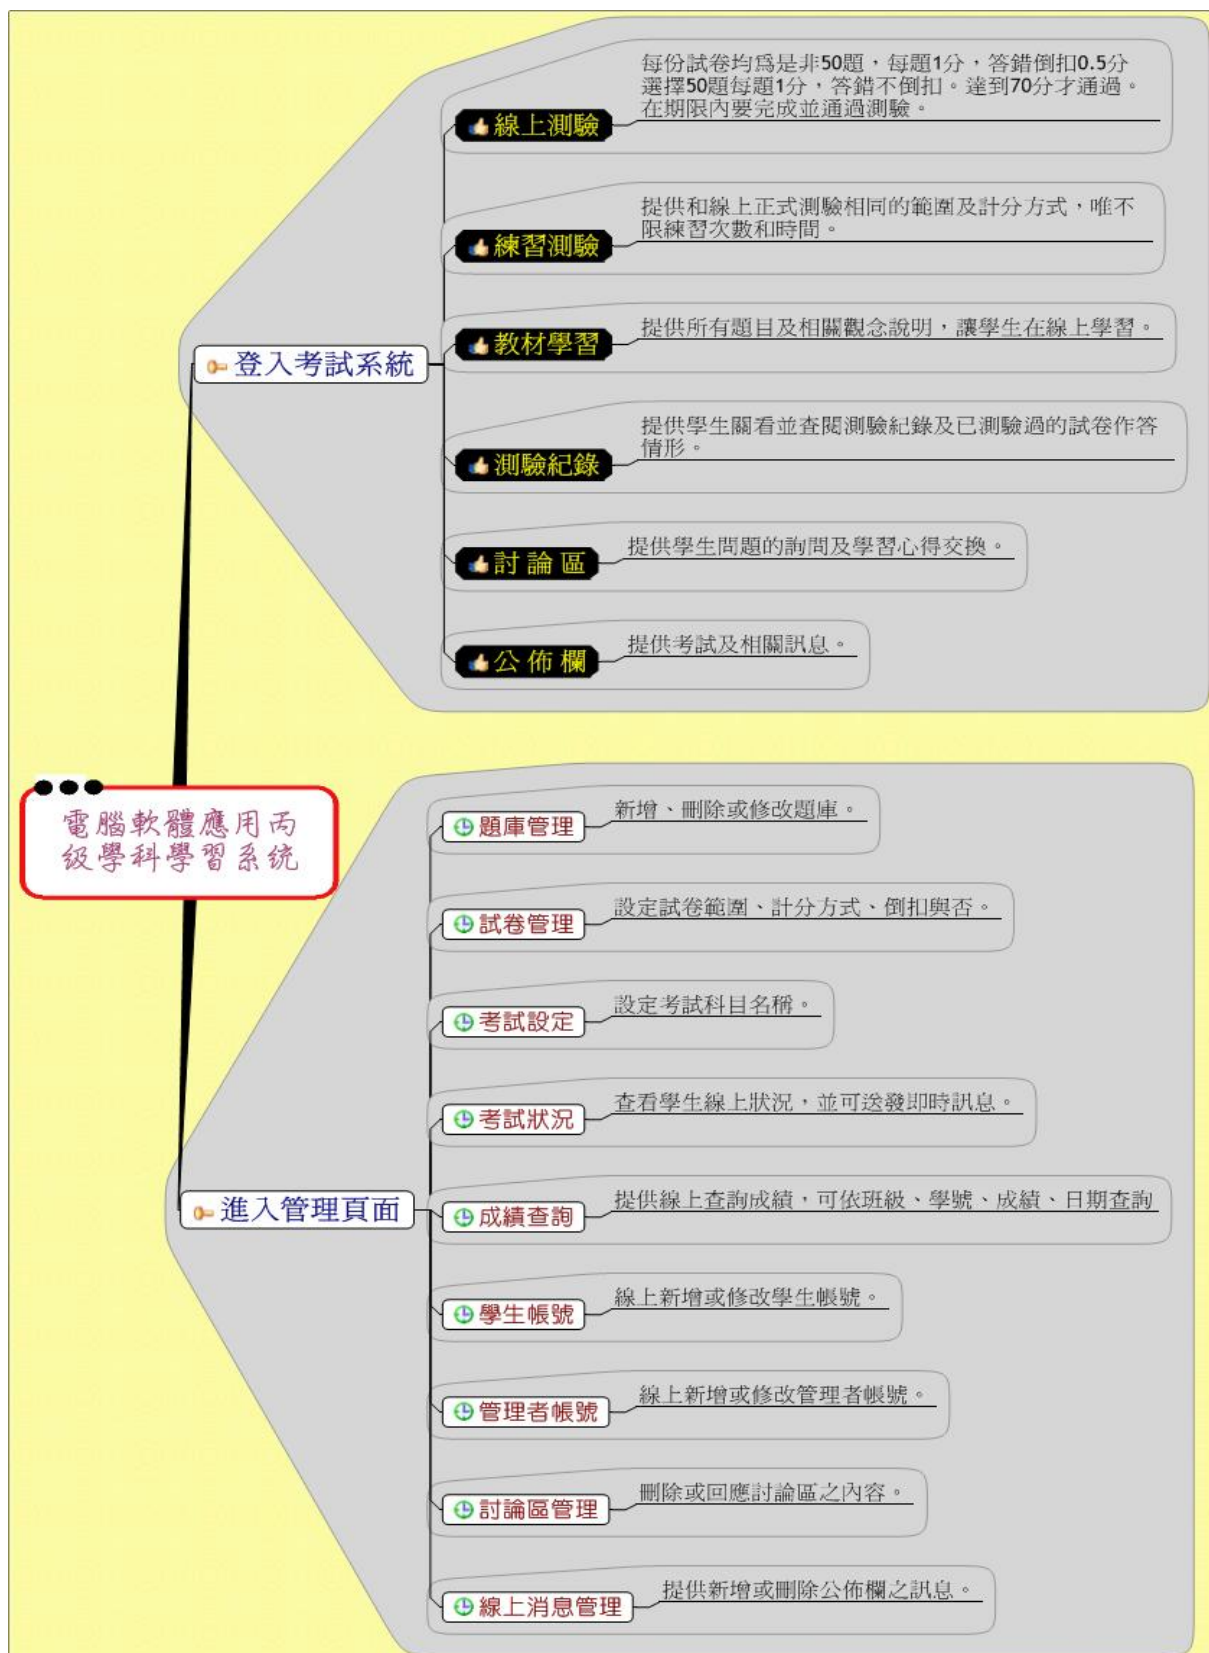 每份試卷均爲是非50題，每題1分，答錯倒扣0.5分
選擇50題每題1分，答錯不倒扣。達到70分才通過。
在期限內要完成並通過測驗。
線上測驗
提供和線上正式測驗相同的範圍及計分方式，唯不
限練習次數和時間。
練習測驗
提供所有題目及相關觀念說明，讓學生在線上學習。
教材學習
登入考試系統
提供學生關看並查閱測驗紀錄及已測驗過的試卷作答
情形。
測驗紀錄
提供學生問題的詢問及學習心得交換。
討論區
提供考試及相關訊息。
公佈欄
電腦軟體應用丙
級學科學習系統
新增、刪除或修改題庫。
題庫管理
設定試卷範圍、計分方式、倒扣與否。
試卷管理
設定考試科目名稱。
考試設定
查看學生線上狀況，並可送發即時訊息。
考試狀況
進入管理頁面
提供線上查詢成績，可依班級、學號、成績、日期查詢
成績查詢
線上新增或修改學生帳號。
學生帳號
線上新增或修改管理者帳號。
管理者帳號
刪除或回應討論區之內容。
討論區管理
提供新增或刪除公佈欄之訊息。
線上消息管理